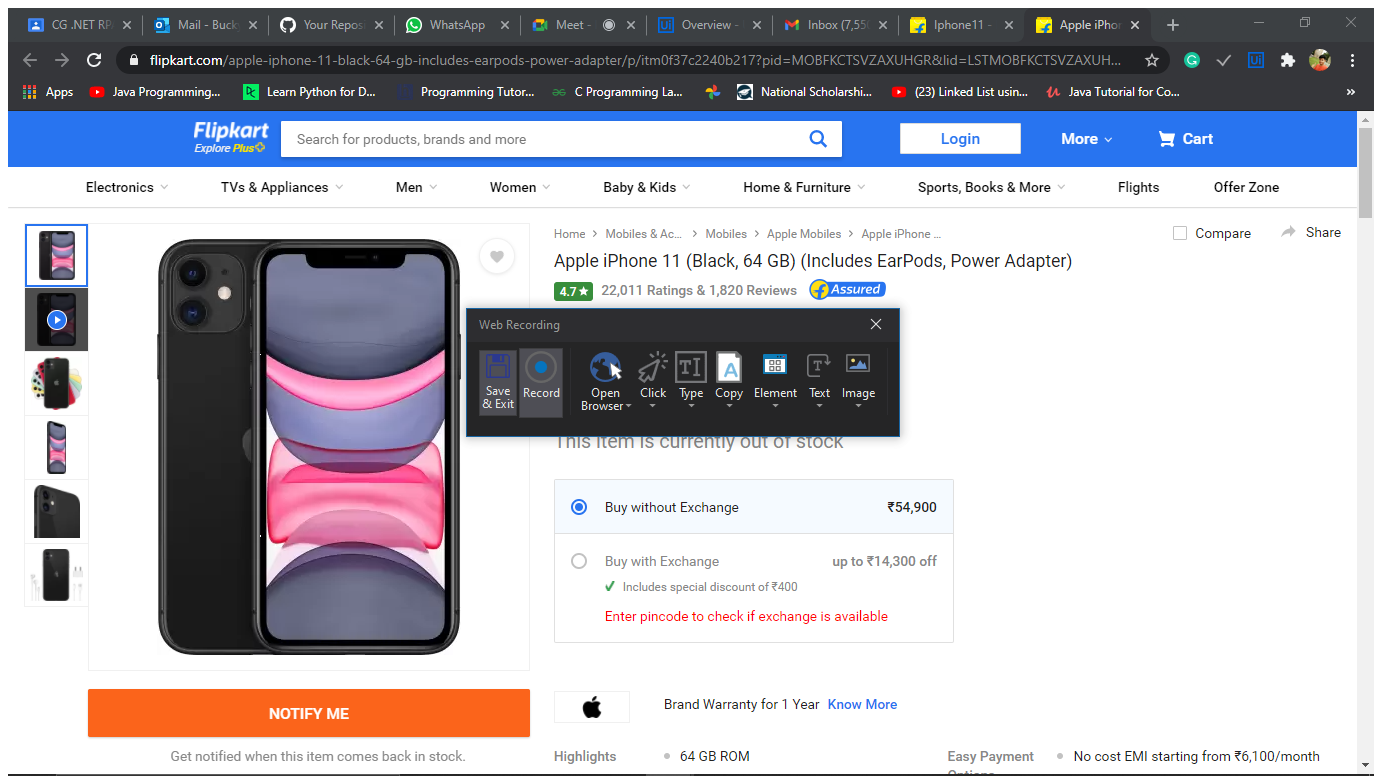 CG .NET RP
Mail - Buck
Your Repos
WhatsApp
Meet -
Overview -
Inbox (7,55
Iphone11 -
Apple iPhor
flipkart.com/apple-iphone-11-black-64-gb-includes-earpods-power-adapter/p/itm0f37c2240b217?pid=MOBFKCTSVZAXUHGR&lid=LSTMOBFKCTSVZAXUH...
Apps
Java Programming...
Learn Python for D...
Programming Tutor...
C Programming La...
National Scholarshi...
(23) Linked List usin...
Java Tutorial for Co...
»
Flipkart
Explore Plus
Search for products, brands and more
Login
More
Cart
Electronics
TVs & Appliances
Men
Women
Baby & Kids
Home & Furniture
Sports, Books & More
Flights
Offer Zone
Home > Mobiles & Ac... > Mobiles > Apple Mobiles > Apple iPhone ...
Compare
Share
Apple iPhone 11 (Black, 64 GB) (Includes EarPods, Power Adapter)
4.7★ 22,011 Ratings & 1,820 Reviews
Assured
Web Recording
Save & Exit
Record
Open Browser
Click
Type
Copy
Element
Text
Image
This item is currently out of stock
Buy without Exchange ₹54,900
Buy with Exchange up to ₹14,300 off
Includes special discount of ₹400
Enter pincode to check if exchange is available
NOTIFY ME
Get notified when this item comes back in stock.
Brand Warranty for 1 Year Know More
Highlights
64 GB ROM
Easy Payment
Options
No cost EMI starting from ₹6,100/month